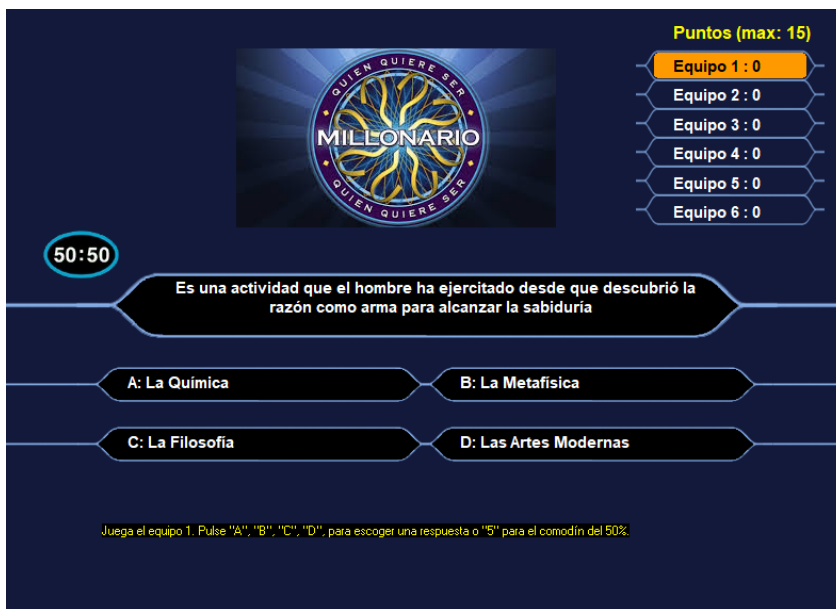 Puntos (max: 15)
Equipo 1 : 0
Equipo 2 : 0
Equipo 3 : 0
Equipo 4 : 0
Equipo 5 : 0
Equipo 6 : 0
QUIEN QUIERE SER
MILLONARIO
QUIEN QUIERE SER
50:50
Es una actividad que el hombre ha ejercitado desde que descubrió la
razón como arma para alcanzar la sabiduría
A: La Química
B: La Metafísica
C: La Filosofía
D: Las Artes Modernas
Juega el equipo 1. Pulse "A", "B", "C", "D", para escoger una respuesta o "5" para el comodín del 50%.